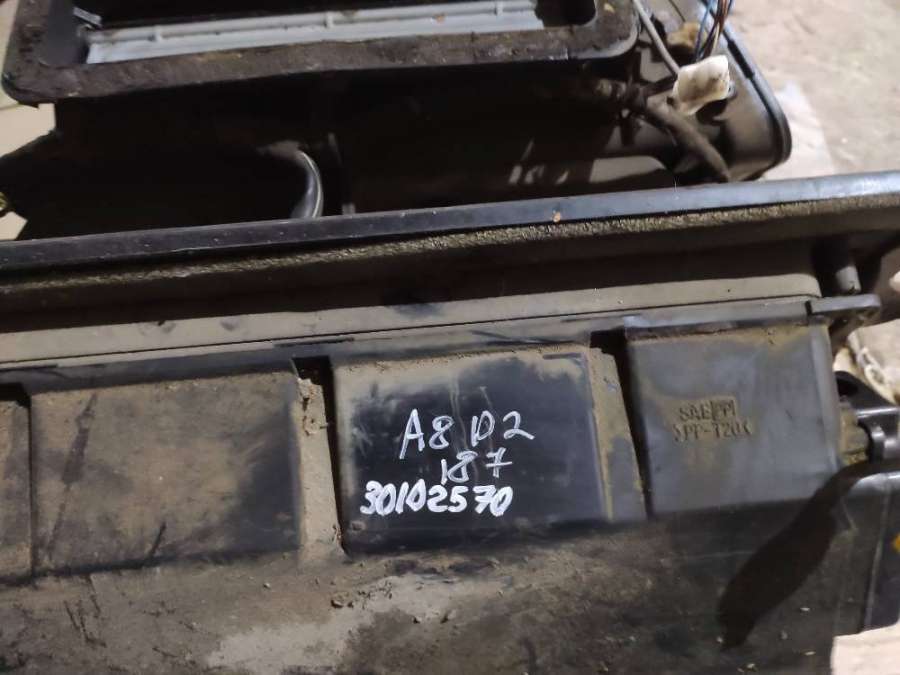 A8 D2
187
30102570
SAE PP
>PP-T20<